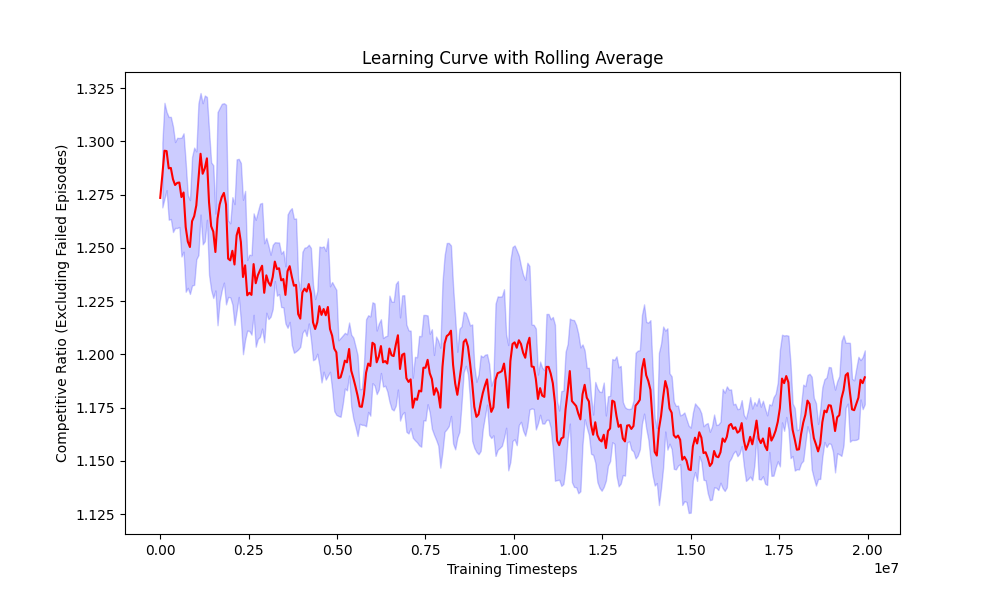 Learning Curve with Rolling Average
Competitive Ratio (Excluding Failed Episodes)
1.325
1.300
1.275
1.250
1.225
1.200
1.175
1.150
1.125
0.00 0.25 0.50 0.75 1.00 1.25 1.50 1.75 2.00
1e7
Training Timesteps